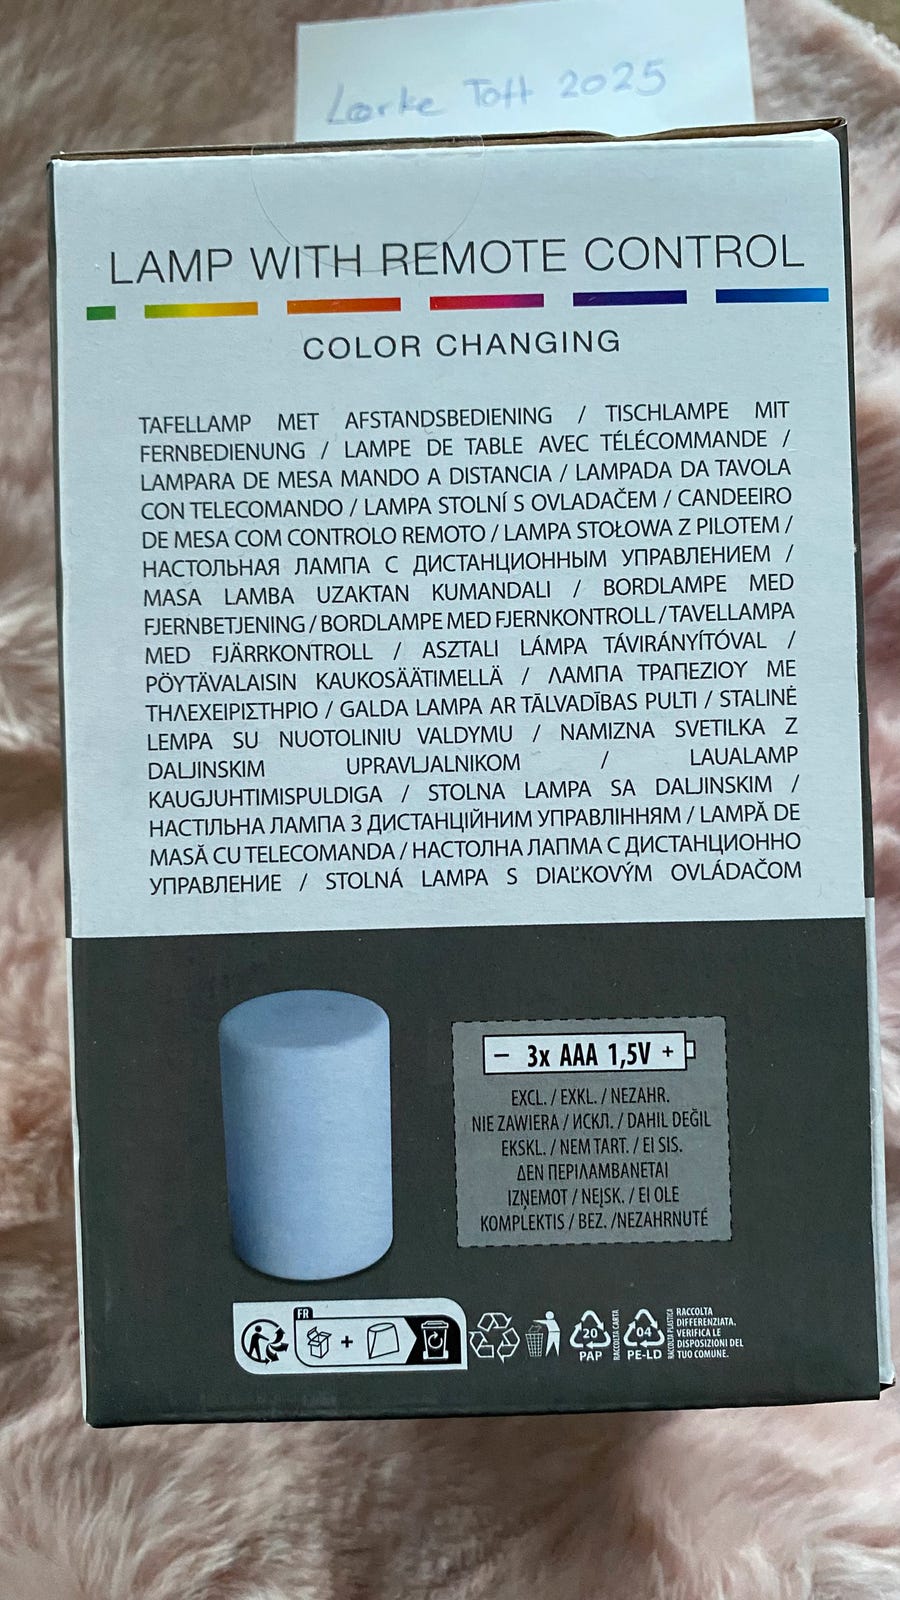 Lærke Toft 2025
LAMP WITH REMOTE CONTROL
COLOR CHANGING
TAFELLAMP MET AFSTANDSBEDIENING / TISCHLAMPE MIT
FERNBEDIENUNG / LAMPE DE TABLE AVEC TÉLÉCOMMANDE /
LAMPARA DE MESA MANDO A DISTANCIA / LAMPADA DA TAVOLA
CON TELECOMANDO / LAMPA STOLNÍ S OVLADAČEM / CANDEEIRO
DE MESA COM CONTROLO REMOTO / LAMPA STOŁOWA Z PILOTEM /
НАСТОЛЬНАЯ ЛАМПА С ДИСТАНЦИОННЫМ УПРАВЛЕНИЕМ /
MASA LAMBA UZAKTAN KUMANDALI / BORDLAMPE MED
FJERNBETJENING / BORDLAMPE MED FJERNKONTROLL / TAVELLAMPA
MED FJÄRRKONTROLL / ASZTALI LÁMPA TÁVIRÁNYÍTÓVAL /
PÖYTÄVALAISIN KAUKOSÄÄTIMELLÄ / ΛΑΜΠΑ ΤΡΑΠΕΖΙΟΥ ΜΕ
ΤΗΛΕΧΕΙΡΙΣΤΗΡΙΟ / GALDA LAMPA AR TĀLVADĪBAS PULTI / STALINĖ
LEMPA SU NUOTOLINIU VALDYMU / NAMIZNA SVETILKA Z
DALJINSKIM UPRAVLJALNIKOM / LAUALAMP
KAUGJUHTIMISPULDIGA / STOLNA LAMPA SA DALJINSKIM /
НАСТІЛЬНА ЛАМПА З ДИСТАНЦІЙНИМ УПРАВЛІННЯМ / LAMPĂ DE
MASĂ CU TELECOMANDA / НАСТОЛНА ЛАПМА С ДИСТАНЦИОННО
УПРАВЛЕНИЕ / STOLNÁ LAMPA S DIAĽKOVÝM OVLÁDAČOM
− 3x AAA 1,5V +
EXCL. / EXKL. / NEZAHR.
NIE ZAWIERA / ИСКЛ. / DAHIL DEĞIL
EKSKL. / NEM TART. / EI SIS.
ΔΕΝ ΠΕΡΙΛΑΜΒΑΝΕΤΑΙ
IZŅEMOT / NEĮSK. / EI OLE
KOMPLEKTIS / BEZ. /NEZAHRNUTÉ
FR
+
20
PAP
RACCOLTA CARTA
04
PE-LD
RACCOLTA PLASTICA
RACCOLTA
DIFFERENZIATA.
VERIFICA LE
DISPOSIZIONI DEL
TUO COMUNE.